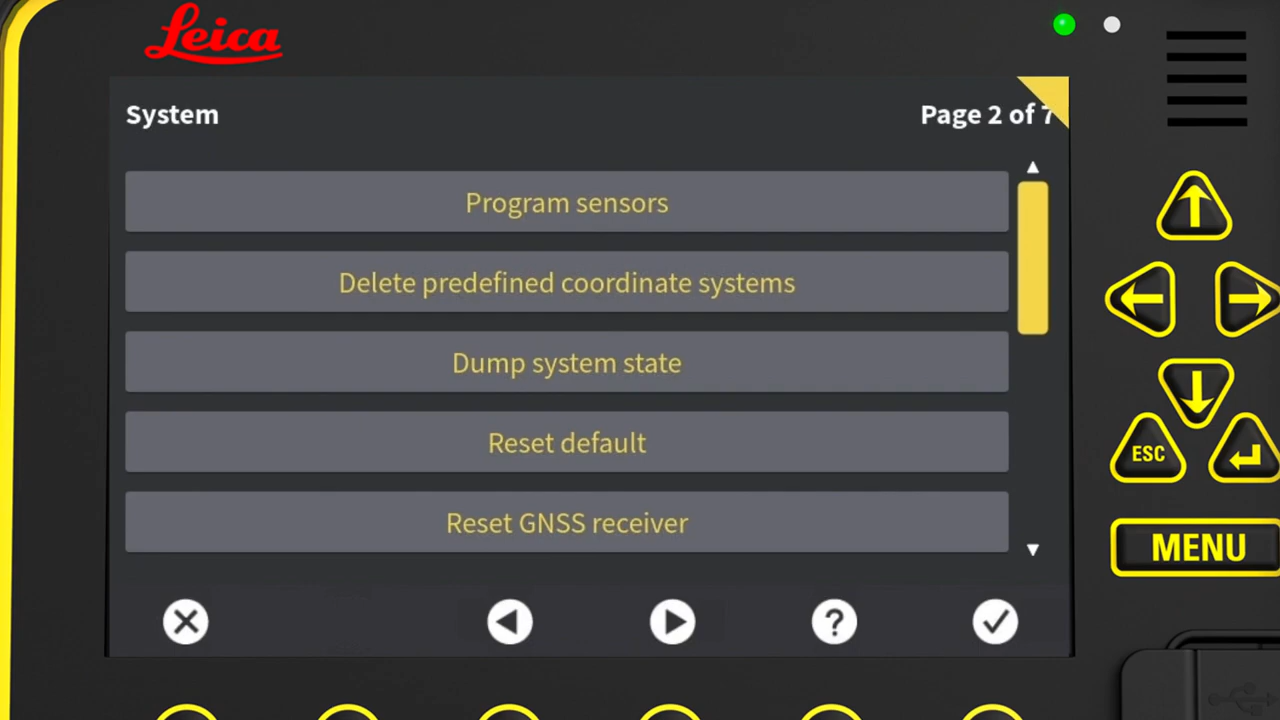 Leica
System
Page 2 of 7
Program sensors
Delete predefined coordinate systems
Dump system state
Reset default
Reset GNSS receiver
?
ESC
MENU